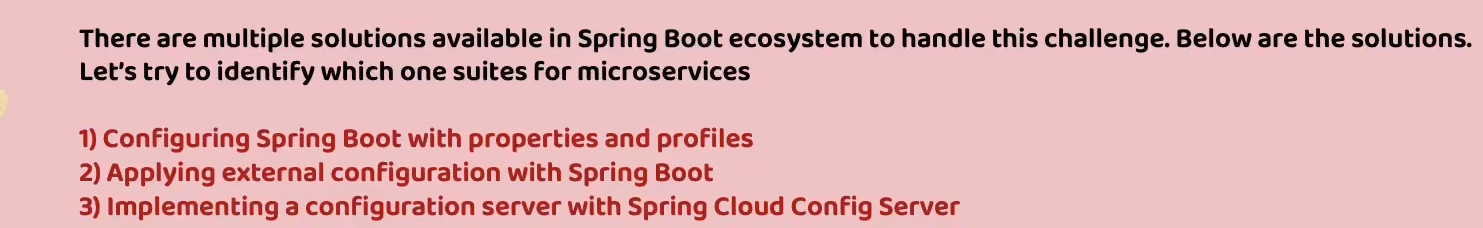 There are multiple solutions available in Spring Boot ecosystem to handle this challenge. Below are the solutions.
Let's try to identify which one suites for microservices
1) Configuring Spring Boot with properties and profiles
2) Applying external configuration with Spring Boot
3) Implementing a configuration server with Spring Cloud Config Server